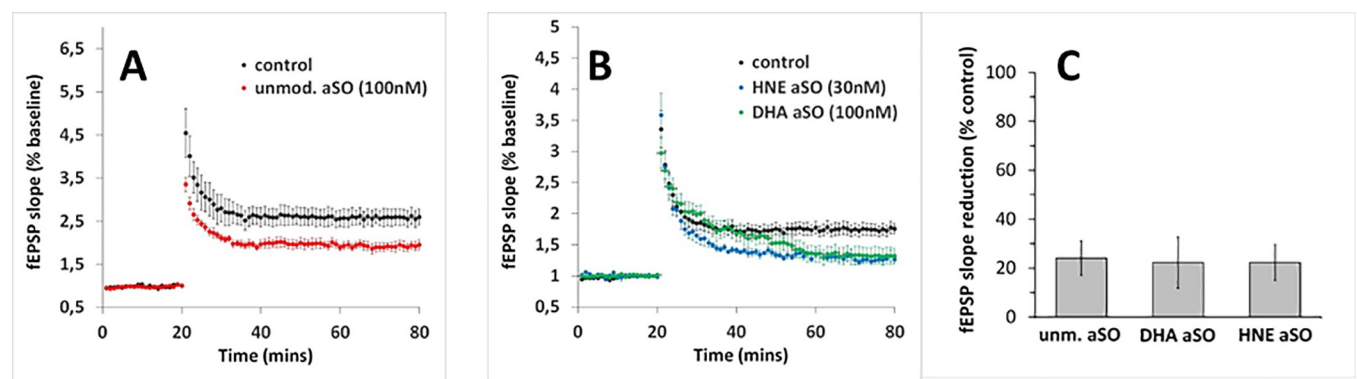 A
control
unmod. aSO (100nM)
fEPSP slope (% baseline)
6,5
5,5
4,5
3,5
2,5
1,5
0,5
0 20 40 60 80
Time (mins)
B
control
HNE aSO (30nM)
DHA aSO (100nM)
fEPSP slope (% baseline)
5
4,5
4
3,5
3
2,5
2
1,5
1
0,5
0 20 40 60 80
Time (mins)
C
fEPSP slope reduction (% control)
100
80
60
40
20
0
unm. aSO DHA aSO HNE aSO